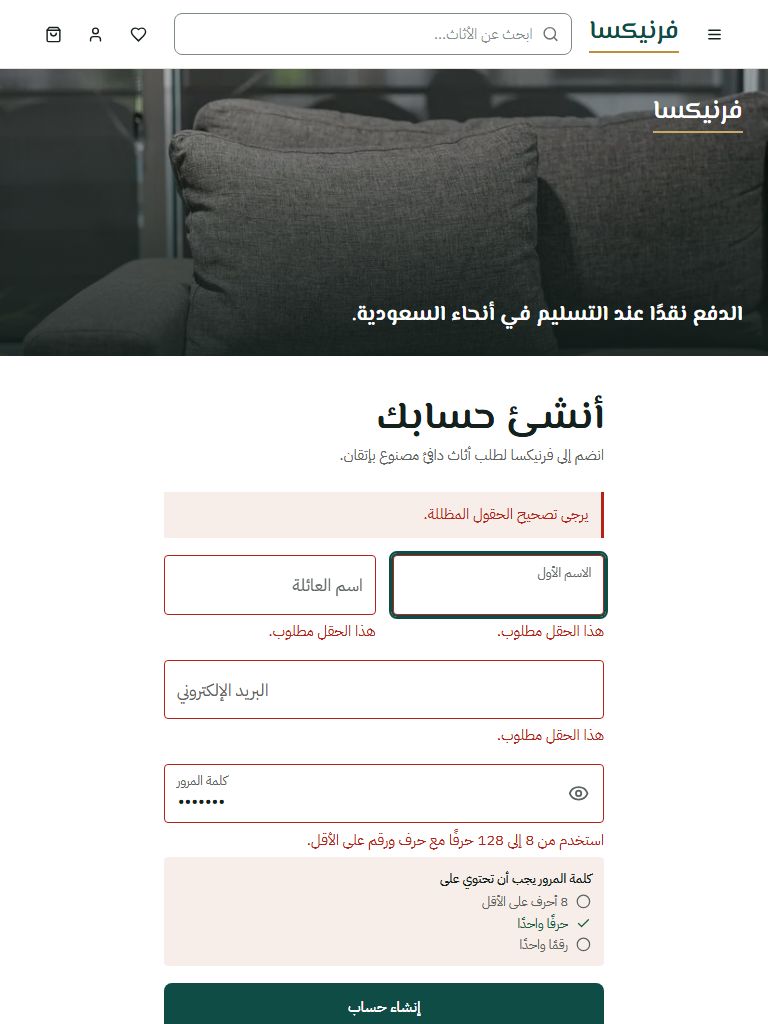 فرنيكسا
ابحث عن الأثاث...
فرنيكسا
الدفع نقدًا عند التسليم في أنحاء السعودية.
أنشئ حسابك
انضم إلى فرنيكسا لطلب أثاث دافئ مصنوع بإتقان.
يرجى تصحيح الحقول المظللة.
الاسم الأول
اسم العائلة
هذا الحقل مطلوب.
هذا الحقل مطلوب.
البريد الإلكتروني
هذا الحقل مطلوب.
كلمة المرور
•••••••
استخدم من 8 إلى 128 حرفًا مع حرف ورقم على الأقل.
كلمة المرور يجب أن تحتوي على
8 أحرف على الأقل
حرفًا واحدًا
رقمًا واحدًا
إنشاء حساب